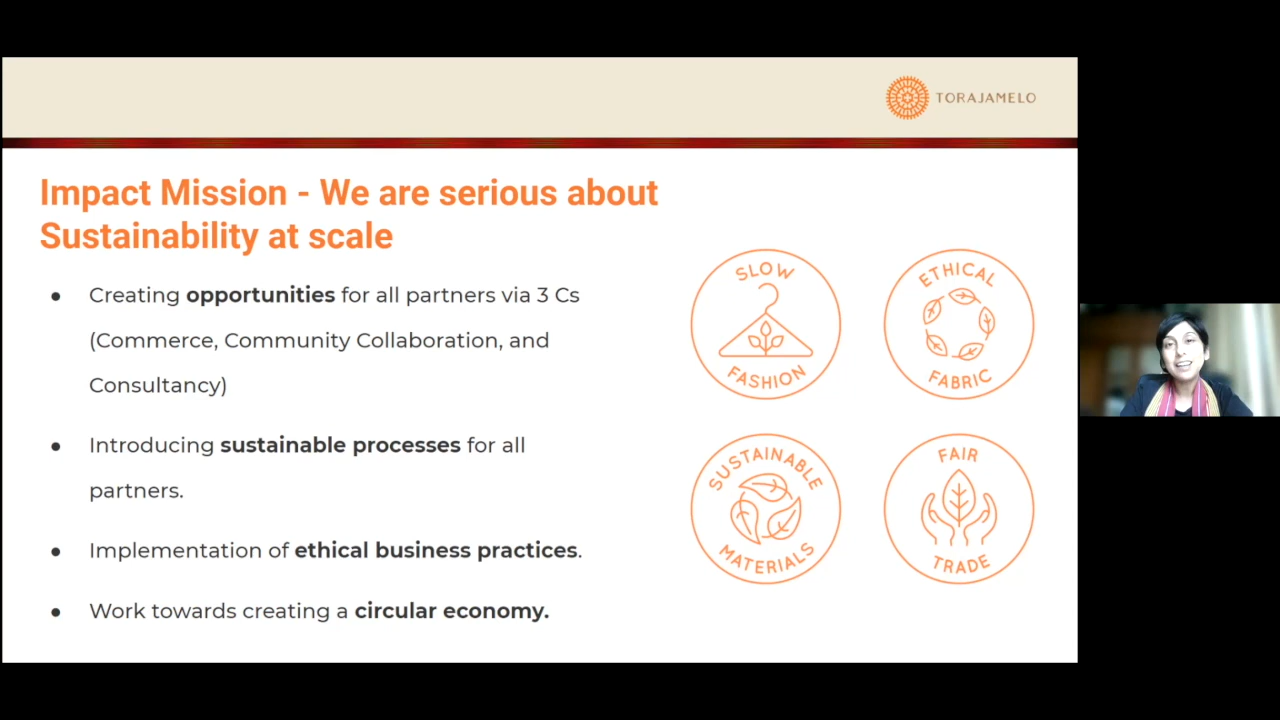 TORAJAMELO
Impact Mission - We are serious about
Sustainability at scale
● Creating opportunities for all partners via 3 Cs
(Commerce, Community Collaboration, and
Consultancy)
● Introducing sustainable processes for all
partners.
● Implementation of ethical business practices.
● Work towards creating a circular economy.
SLOW
FASHION
ETHICAL
FABRIC
SUSTAINABLE
MATERIALS
FAIR
TRADE